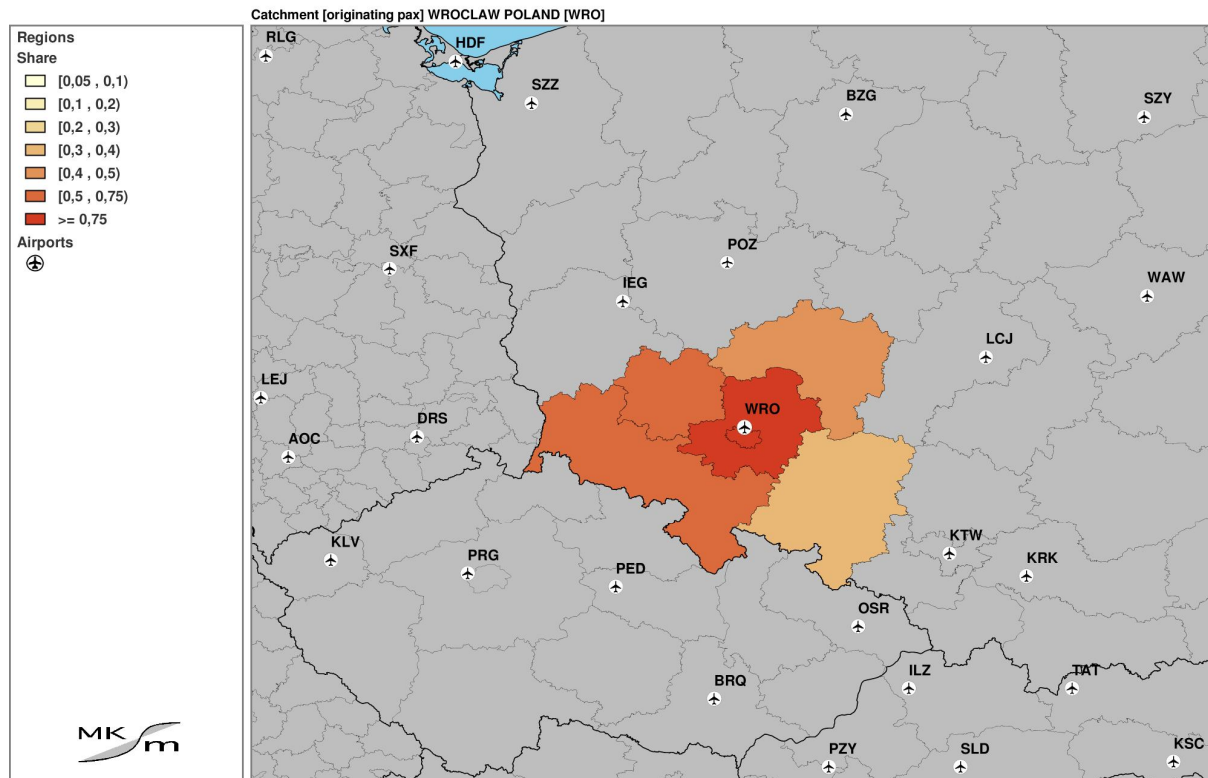 Catchment [originating pax] WROCLAW POLAND [WRO]
Regions
Share
[0,05 , 0,1)
[0,1 , 0,2)
[0,2 , 0,3)
[0,3 , 0,4)
[0,4 , 0,5)
[0,5 , 0,75)
>= 0,75
Airports
MK
m
RLG
HDF
SZZ
BZG
SZY
SXF
POZ
IEG
WAW
LCJ
LEJ
DRS
WRO
AOC
KLV
PRG
PED
KTW
KRK
OSR
BRQ
ILZ
TAT
PZY
SLD
KSC